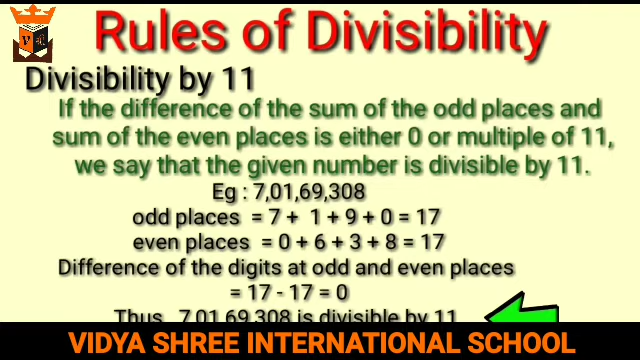 Rules of Divisibility
Divisibility by 11
If the difference of the sum of the odd places and
sum of the even places is either 0 or multiple of 11,
we say that the given number is divisible by 11.
Eg : 7,01,69,308
odd places = 7 + 1 + 9 + 0 = 17
even places = 0 + 6 + 3 + 8 = 17
Difference of the digits at odd and even places
= 17 - 17 = 0
Thus 7,01,69,308 is divisible by 11
VIDYA SHREE INTERNATIONAL SCHOOL